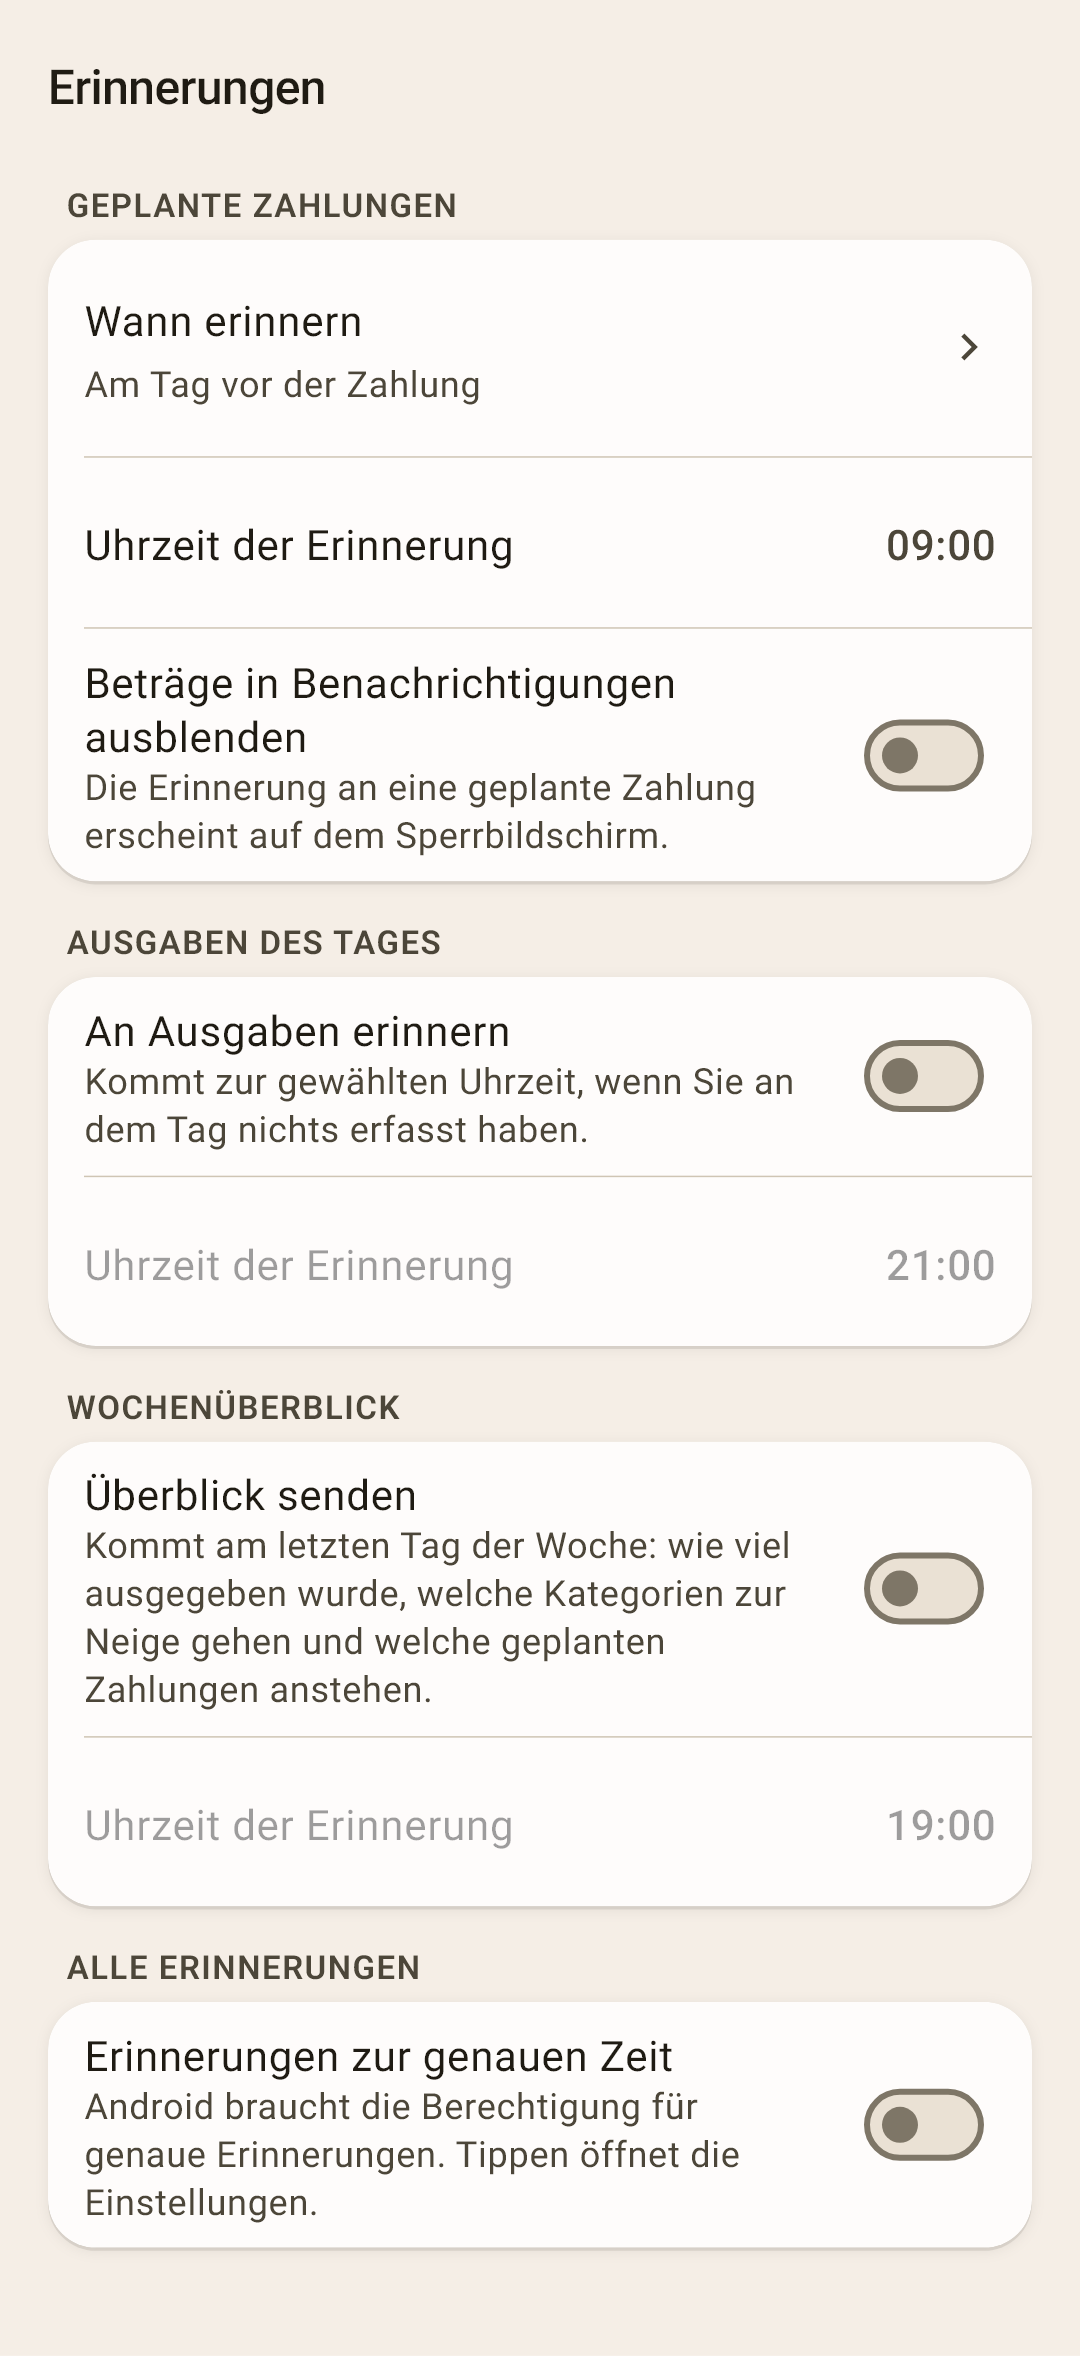 Erinnerungen
GEPLANTE ZAHLUNGEN
Wann erinnern
Am Tag vor der Zahlung
Uhrzeit der Erinnerung 09:00
Beträge in Benachrichtigungen
ausblenden
Die Erinnerung an eine geplante Zahlung
erscheint auf dem Sperrbildschirm.
AUSGABEN DES TAGES
An Ausgaben erinnern
Kommt zur gewählten Uhrzeit, wenn Sie an
dem Tag nichts erfasst haben.
Uhrzeit der Erinnerung 21:00
WOCHENÜBERBLICK
Überblick senden
Kommt am letzten Tag der Woche: wie viel
ausgegeben wurde, welche Kategorien zur
Neige gehen und welche geplanten
Zahlungen anstehen.
Uhrzeit der Erinnerung 19:00
ALLE ERINNERUNGEN
Erinnerungen zur genauen Zeit
Android braucht die Berechtigung für
genaue Erinnerungen. Tippen öffnet die
Einstellungen.